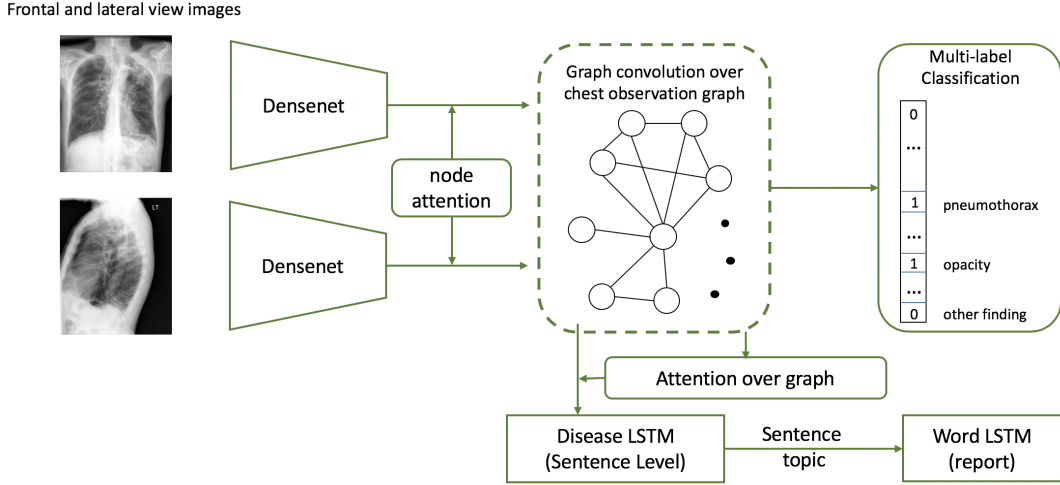 Frontal and lateral view images
LT
Densenet
node
attention
Densenet
Graph convolution over
chest observation graph
Multi-label
Classification
0
...
1 pneumothorax
...
1 opacity
...
0 other finding
Attention over graph
Disease LSTM
(Sentence Level)
Sentence
topic
Word LSTM
(report)